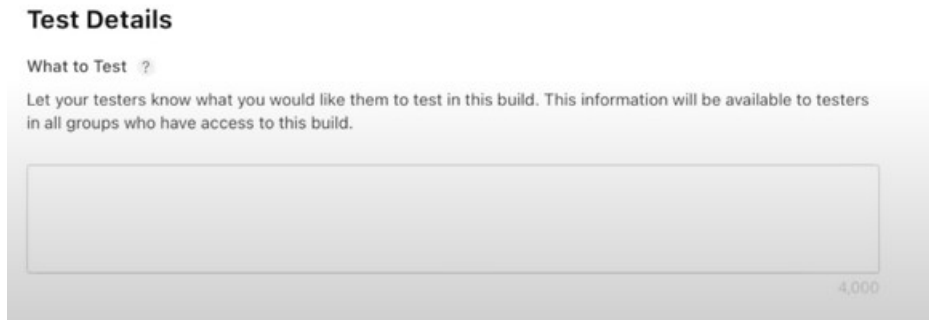 Test Details
What to Test ?
Let your testers know what you would like them to test in this build. This information will be available to testers
in all groups who have access to this build.
4,000